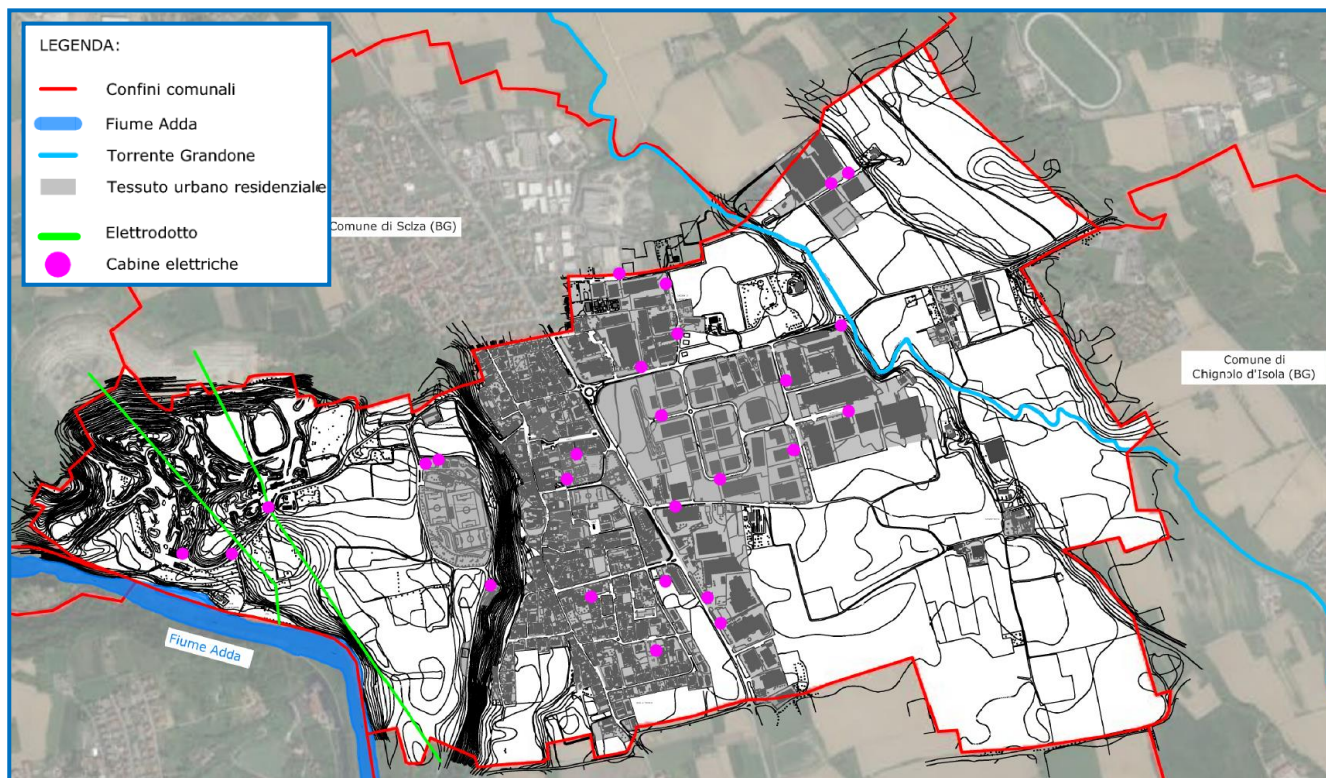 LEGENDA:
Confini comunali
Fiume Adda
Torrente Grandone
Tessuto urbano residenziale
Elettrodotto
Cabine elettriche
Comune di Solza (BG)
Comune di
Chignolo d'Isola (BG)
Fiume Adda